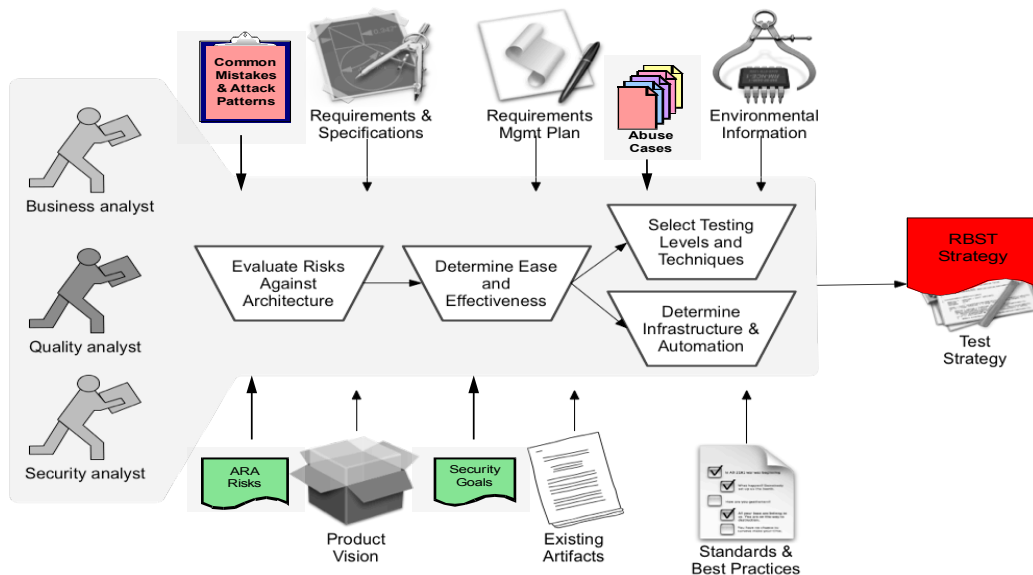 Common
Mistakes
& Attack
Patterns
Requirements &
Specifications
Requirements
Mgmt Plan
Abuse
Cases
Environmental
Information
Business analyst
Quality analyst
Security analyst
Evaluate Risks
Against
Architecture
Determine Ease
and
Effectiveness
Select Testing
Levels and
Techniques
Determine
Infrastructure &
Automation
RBST
Strategy
Test
Strategy
ARA
Risks
Product
Vision
Security
Goals
Existing
Artifacts
Standards &
Best Practices